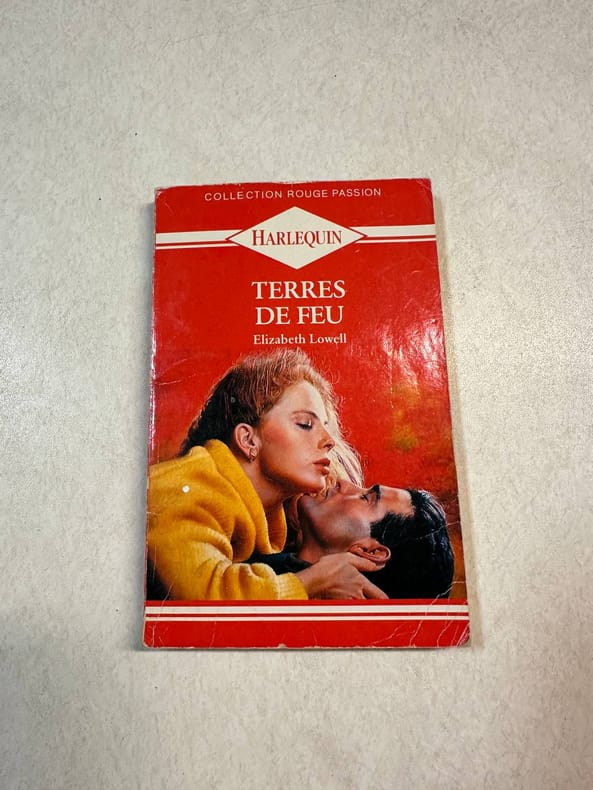 COLLECTION ROUGE PASSION
HARLEQUIN
TERRES
DE FEU
Elizabeth Lowell